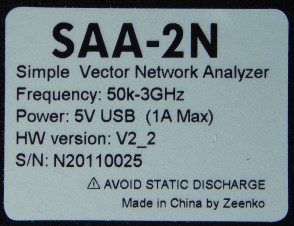 SAA-2N
Simple Vector Network Analyzer
Frequency: 50k-3GHz
Power: 5V USB (1A Max)
HW version: V2_2
S/N: N20110025
⚠ AVOID STATIC DISCHARGE
Made in China by Zeenko